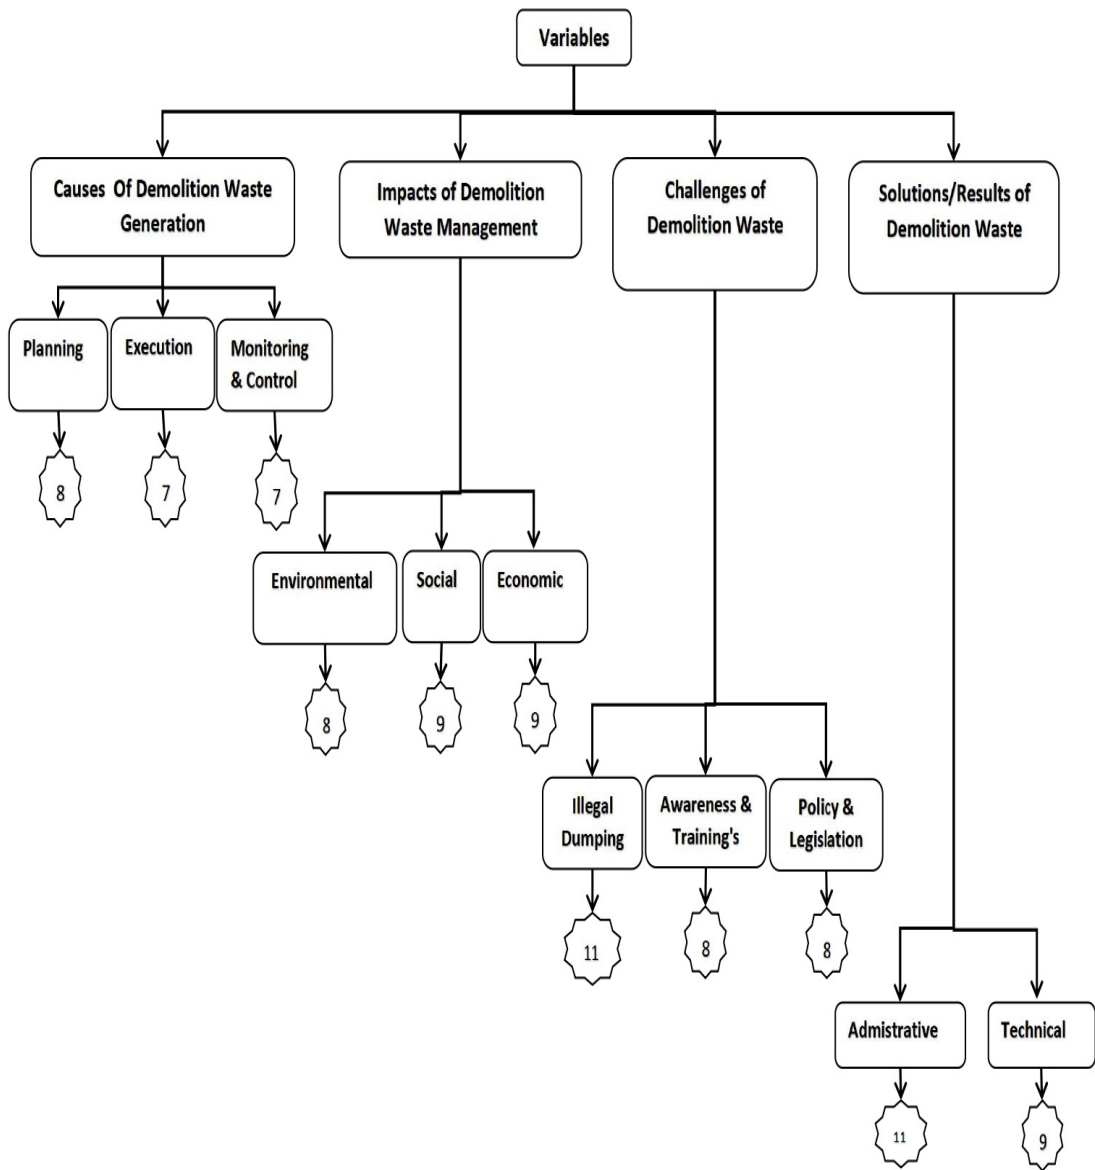 Variables
Causes Of Demolition Waste
Generation
Impacts of Demolition
Waste Management
Challenges of
Demolition Waste
Solutions/Results of
Demolition Waste
Planning
Execution
Monitoring
& Control
8
7
7
Environmental
Social
Economic
8
9
9
Illegal
Dumping
Awareness &
Training's
Policy &
Legislation
11
8
8
Admistrative
Technical
11
9